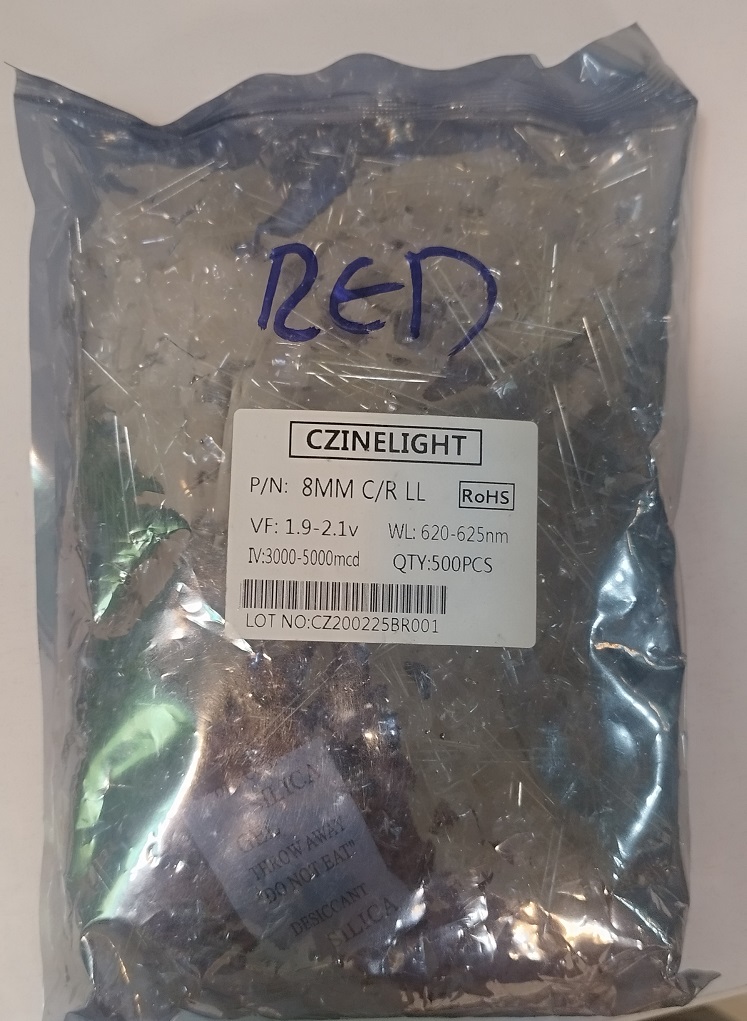 RED
CZINELIGHT
P/N: 8MM C/R LL RoHS
VF: 1.9-2.1v WL: 620-625nm
IV:3000-5000mcd QTY:500PCS
LOT NO:CZ200225BR001
SILICA
GEL
THROW AWAY
"DO NOT EAT"
DESICCANT
SILICA